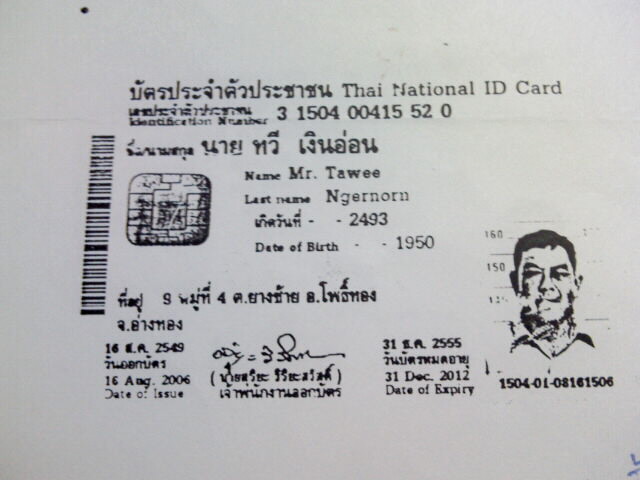 บัตรประจำตัวประชาชน Thai National ID Card
เลขประจำตัวประชาชน 3 1504 00415 52 0
Identification Number
ชื่อตัวและชื่อสกุล นาย ทวี เงินอ่อน
Name Mr. Tawee
Last name Ngernorn
เกิดวันที่ - - 2493
Date of Birth - - 1950
160
150
ที่อยู่ 9 หมู่ที่ 4 ต.ยางซ้าย อ.โพธิ์ทอง
จ.อ่างทอง
16 ส.ค. 2549
วันออกบัตร
16 Aug. 2006
Date of Issue
เจ้าพนักงานออกบัตร
31 ธ.ค. 2555
วันบัตรหมดอายุ
31 Dec. 2012
Date of Expiry
1504-01-08161506